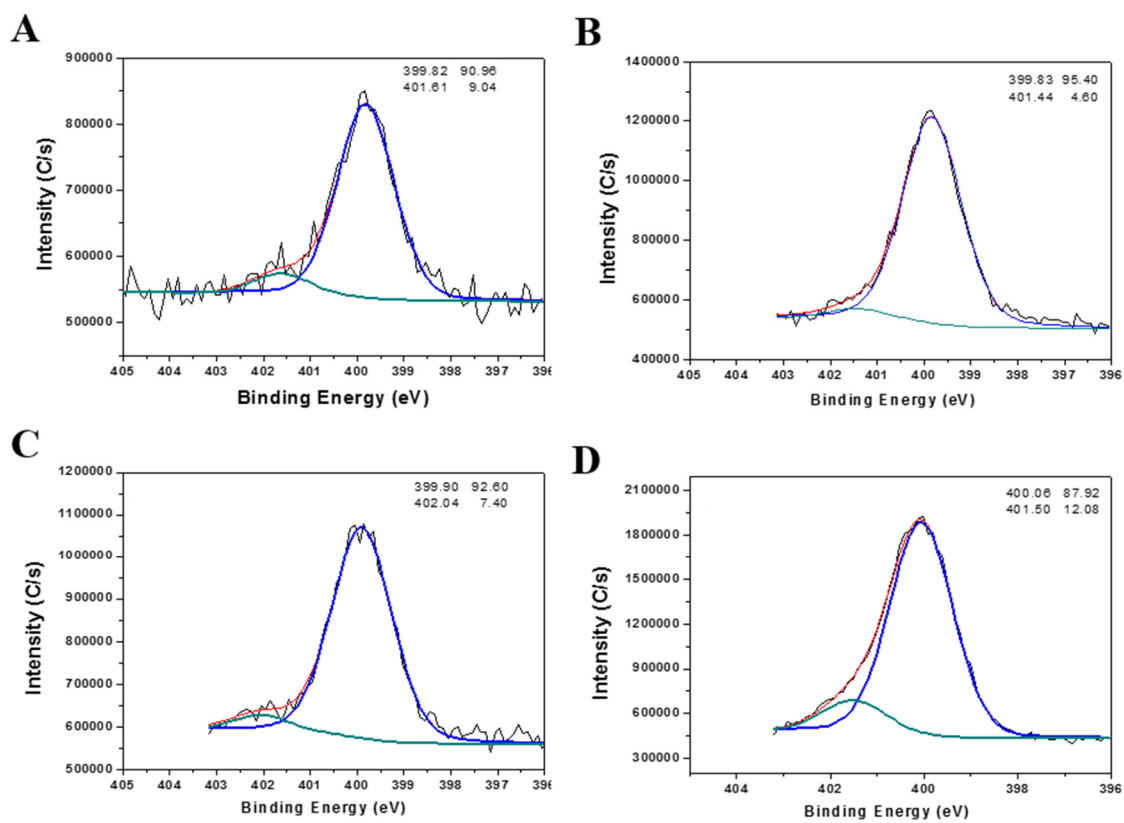 A
900000
800000
700000
600000
500000
Intensity (C/s)
399.82 90.96
401.61 9.04
405 404 403 402 401 400 399 398 397 396
Binding Energy (eV)
B
1400000
1200000
1000000
800000
600000
400000
Intensity (C/s)
399.83 95.40
401.44 4.60
405 404 403 402 401 400 399 398 397 396
Binding Energy (eV)
C
1200000
1100000
1000000
900000
800000
700000
600000
500000
Intensity (C/s)
399.90 92.60
402.04 7.40
405 404 403 402 401 400 399 398 397 396
Binding Energy (eV)
D
2100000
1800000
1500000
1200000
900000
600000
300000
Intensity (C/s)
400.06 87.92
401.50 12.08
404 402 400 398 396
Binding Energy (eV)